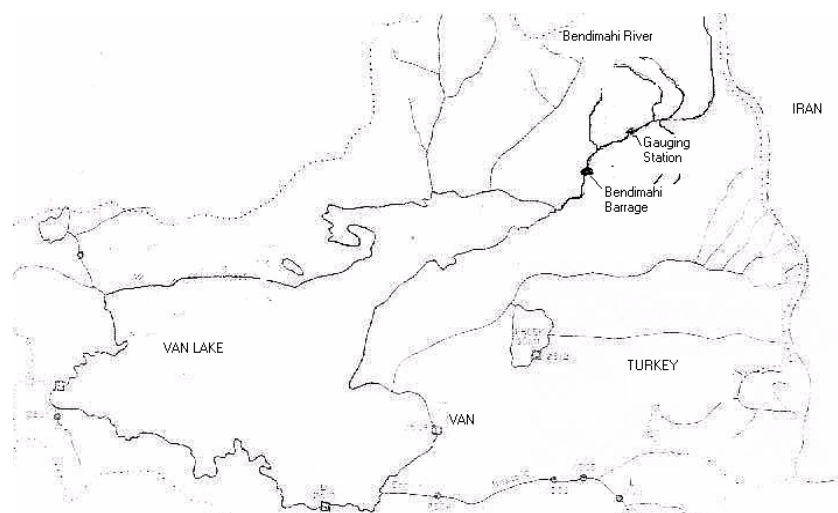 Bendimahi River
IRAN
Gauging
Station
Bendimahi
Barrage
VAN LAKE
TURKEY
VAN